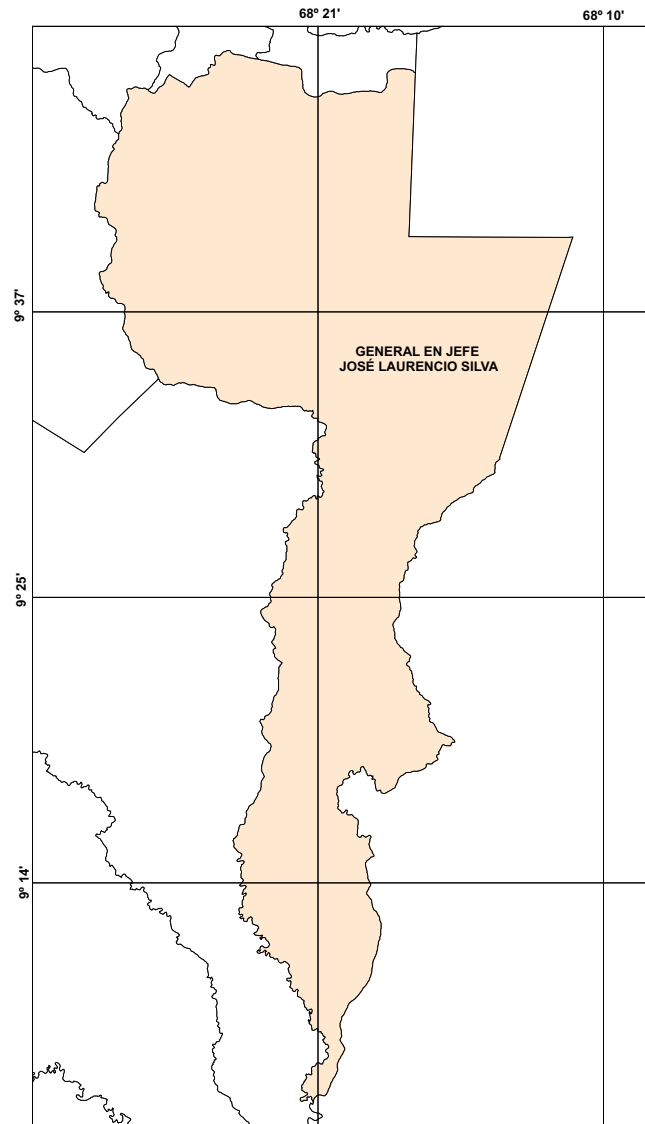 68º 21' 68º 10'
9º 37'
GENERAL EN JEFE
JOSÉ LAURENCIO SILVA
9º 25'
9º 14'